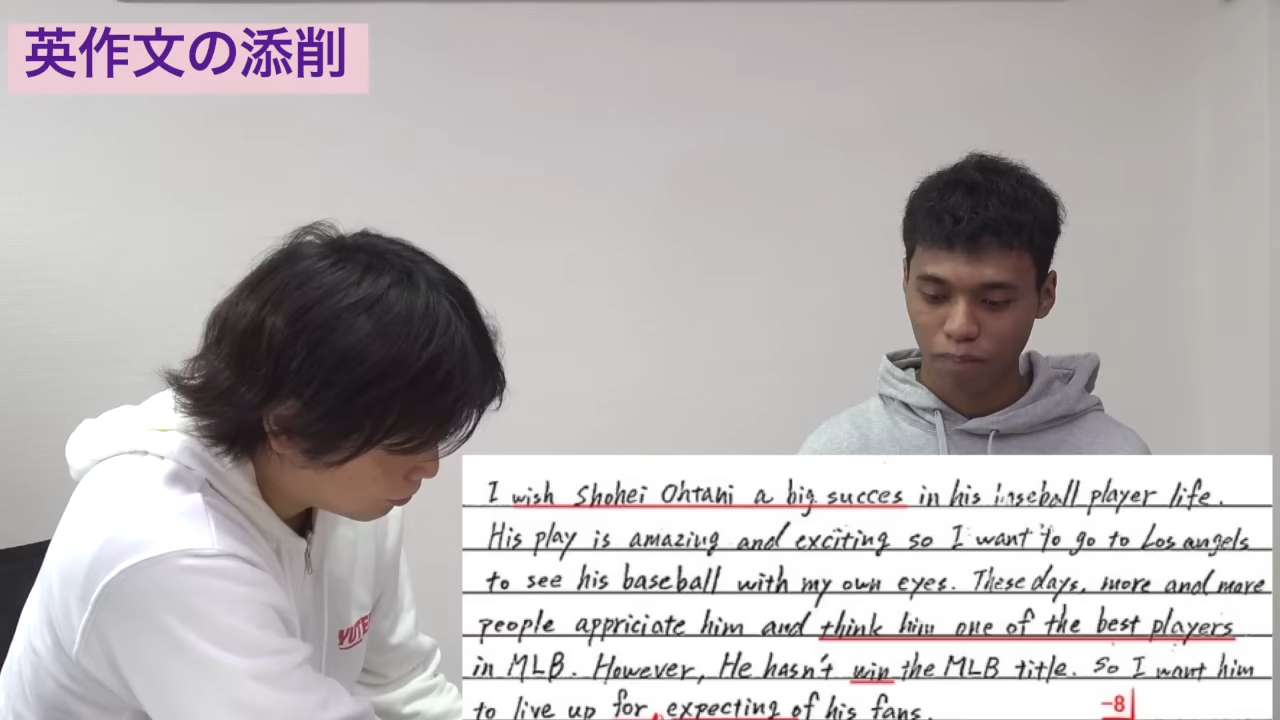 英作文の添削
I wish Shohei Ohtani a big succes in his baseball player life.
His play is amazing and exciting so I want to go to Los angels
to see his baseball with my own eyes. These days, more and more
people appriciate him and think him one of the best players
in MLB. However, He hasn't win the MLB title. So I want him
to live up for expecting of his fans.
-8